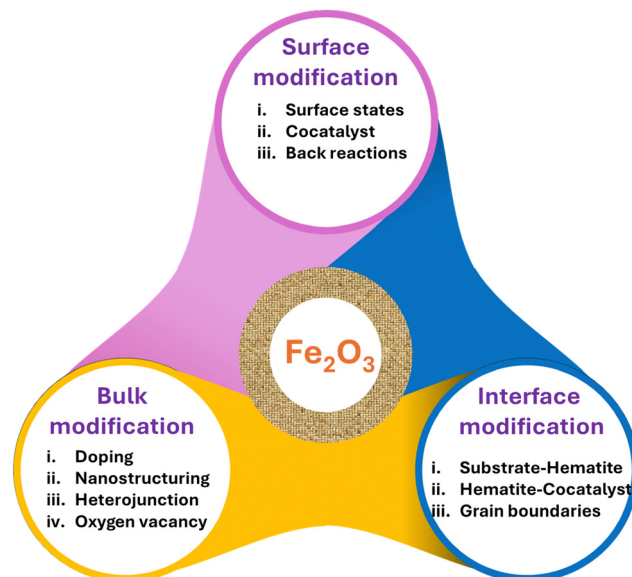 Surface
modification
i. Surface states
ii. Cocatalyst
iii. Back reactions
Fe₂O₃
Bulk
modification
i. Doping
ii. Nanostructuring
iii. Heterojunction
iv. Oxygen vacancy
Interface
modification
i. Substrate-Hematite
ii. Hematite-Cocatalyst
iii. Grain boundaries